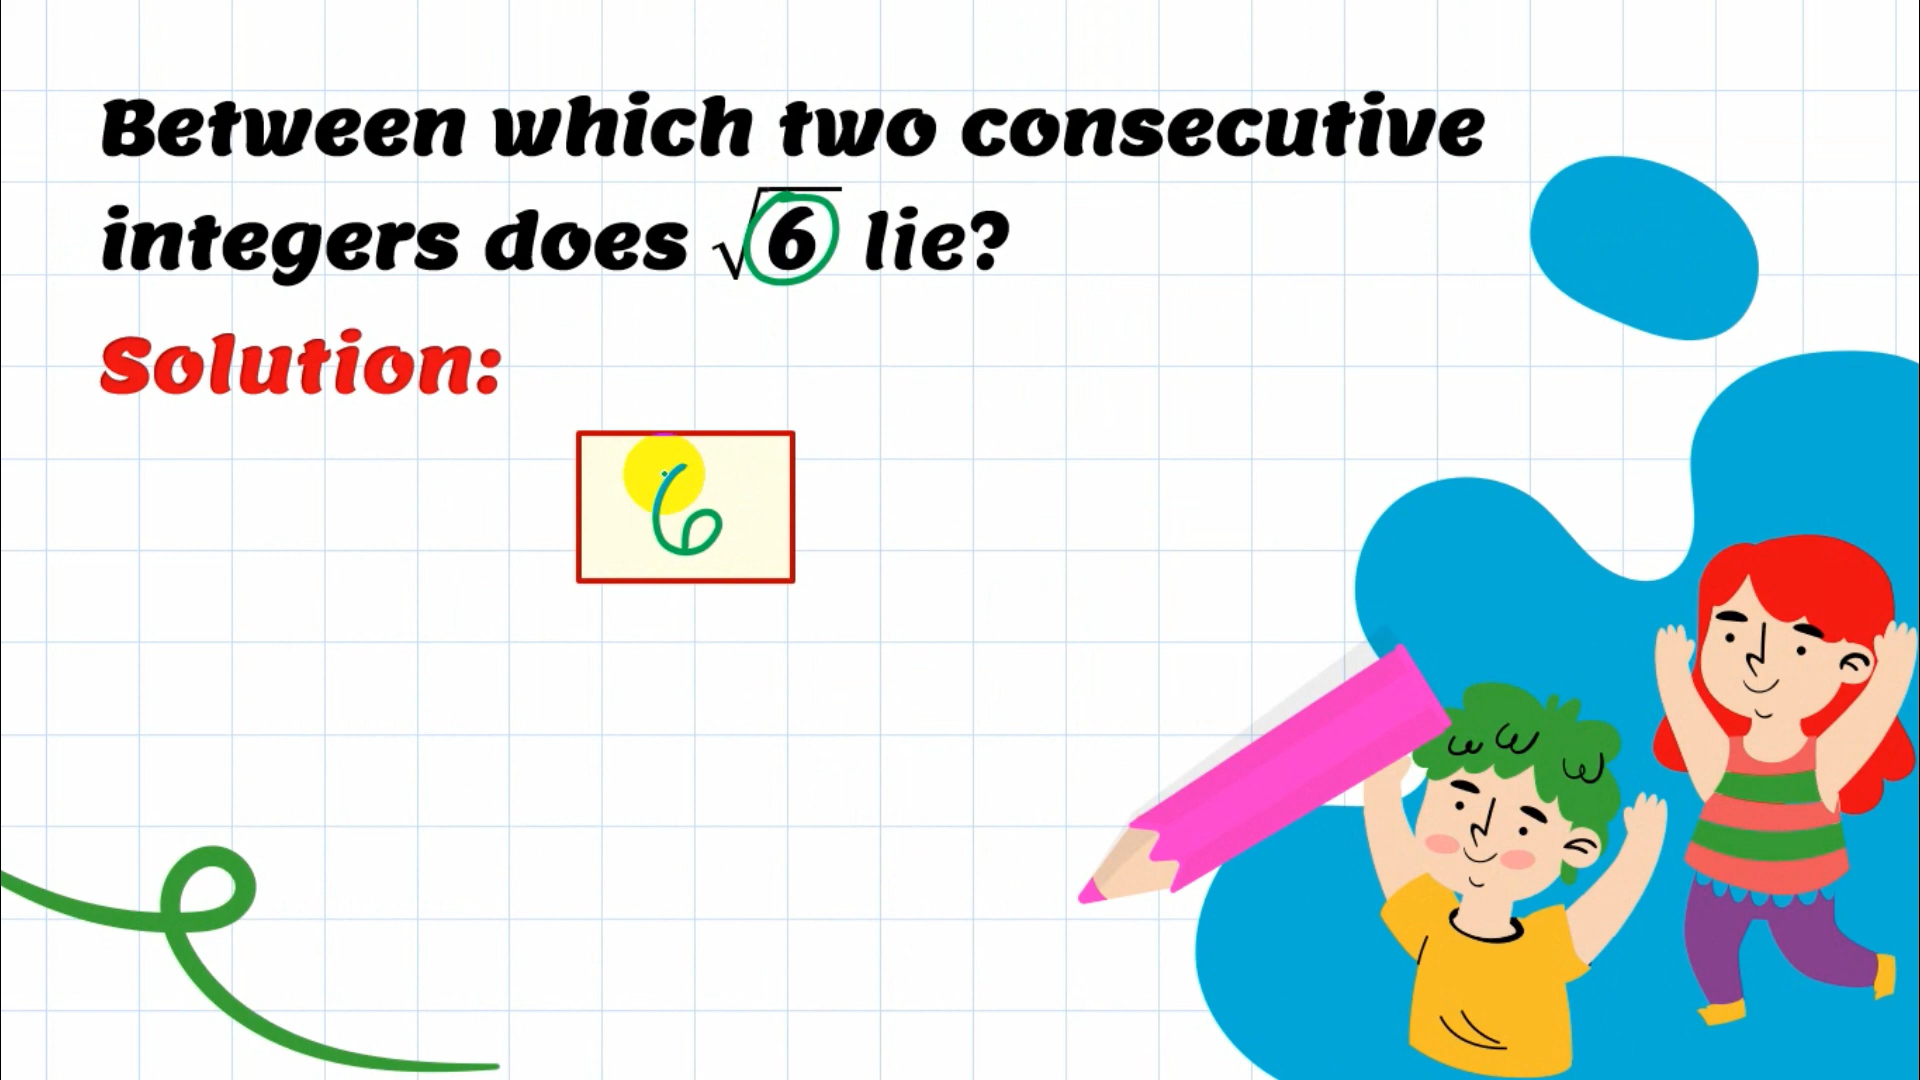 Between which two consecutive
integers does √6 lie?
Solution:
6